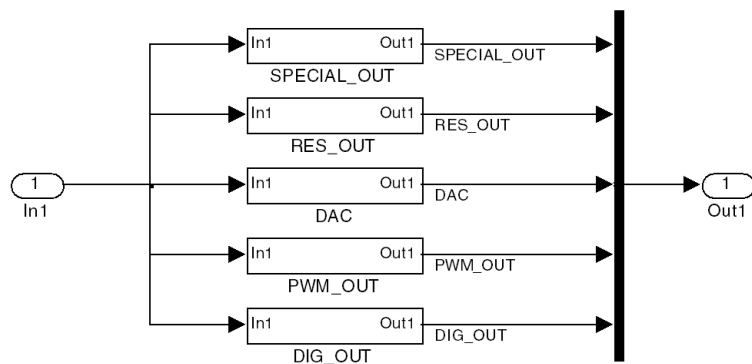 In1 Out1 SPECIAL_OUT
SPECIAL_OUT
In1 Out1 RES_OUT
RES_OUT
1 In1 Out1 DAC 1
In1 DAC Out1
In1 Out1 PWM_OUT
PWM_OUT
In1 Out1 DIG_OUT
DIG_OUT